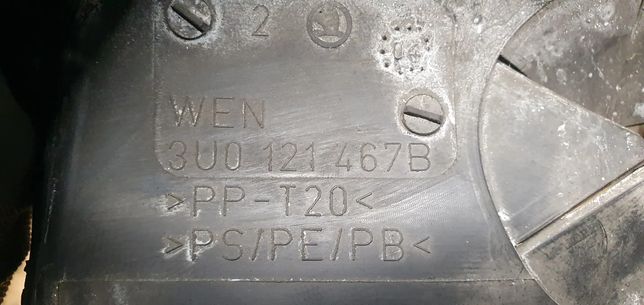 2
WEN
3U0 121 467B
>PP-T20<
>PS/PE/PB<